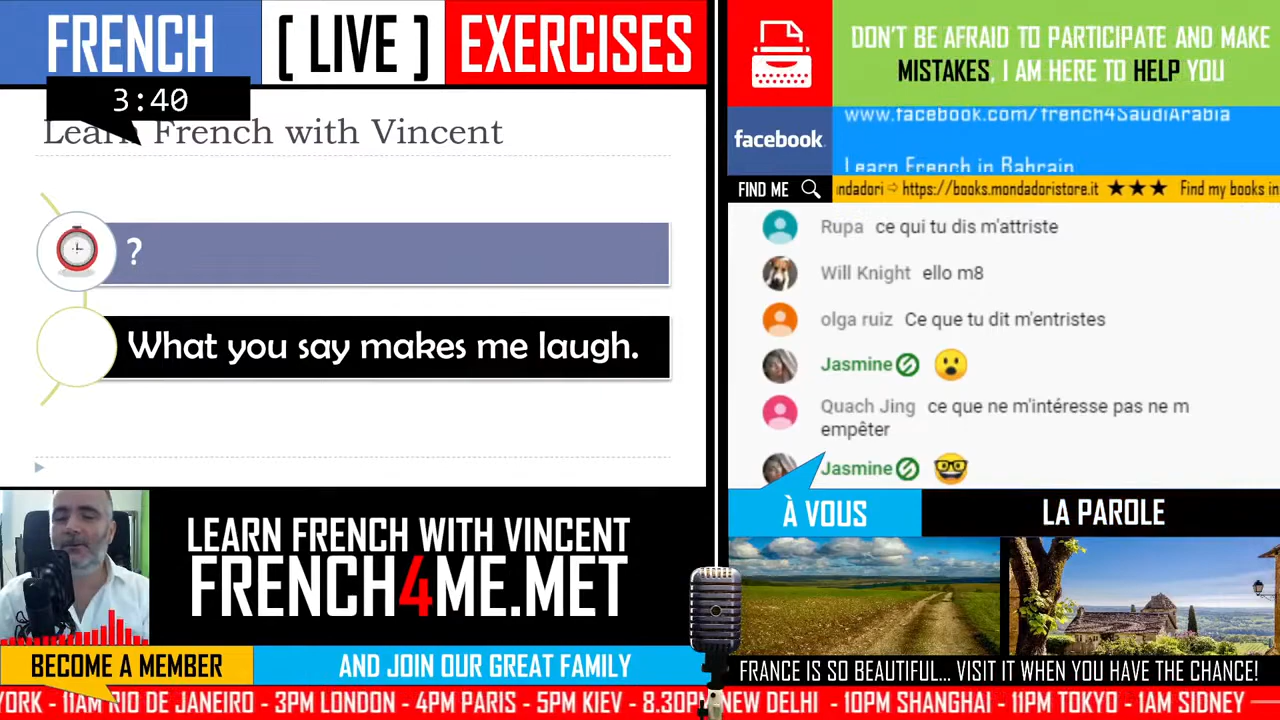 FRENCH [ LIVE ] EXERCISES
3:40
Learn French with Vincent
?
What you say makes me laugh.
LEARN FRENCH WITH VINCENT
FRENCH4ME.MET
BECOME A MEMBER
AND JOIN OUR GREAT FAMILY
DON'T BE AFRAID TO PARTICIPATE AND MAKE
MISTAKES, I AM HERE TO HELP YOU
facebook.
www.facebook.com/french4SaudiArabia
Learn French in Bahrain
FIND ME
ndadori ⇨ https://books.mondadoristore.it ★★★ Find my books in
Rupa ce qui tu dis m'attriste
Will Knight ello m8
olga ruiz Ce que tu dit m'entristes
Jasmine 😮
Quach Jing ce que ne m'intéresse pas ne m
empêter
Jasmine 🤓
À VOUS LA PAROLE
FRANCE IS SO BEAUTIFUL... VISIT IT WHEN YOU HAVE THE CHANCE!
YORK - 11AM RIO DE JANEIRO - 3PM LONDON - 4PM PARIS - 5PM KIEV - 8.30PM NEW DELHI - 10PM SHANGHAI - 11PM TOKYO - 1AM SIDNEY